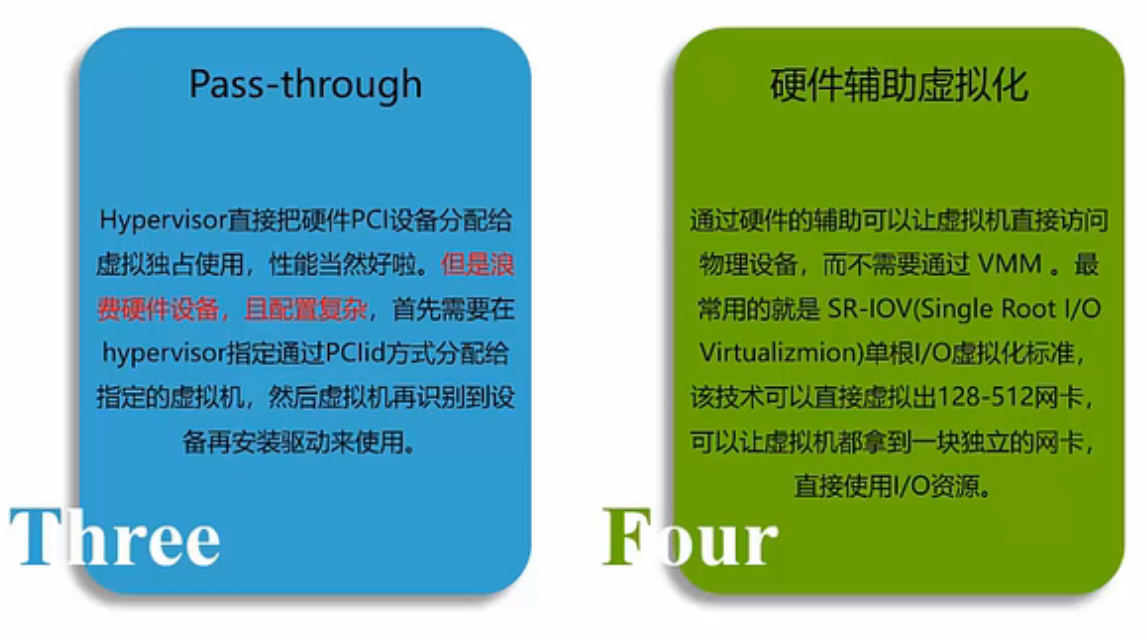 Pass-through
Hypervisor直接把硬件PCI设备分配给
虚拟独占使用，性能当然好啦。但是浪
费硬件设备，且配置复杂，首先需要在
hypervisor指定通过PCIid方式分配给
指定的虚拟机，然后虚拟机再识别到设
备再安装驱动来使用。
Three
硬件辅助虚拟化
通过硬件的辅助可以让虚拟机直接访问
物理设备，而不需要通过 VMM 。最
常用的就是 SR-IOV(Single Root I/O
Virtualizmion)单根I/O虚拟化标准，
该技术可以直接虚拟出128-512网卡，
可以让虚拟机都拿到一块独立的网卡，
直接使用I/O资源。
Four